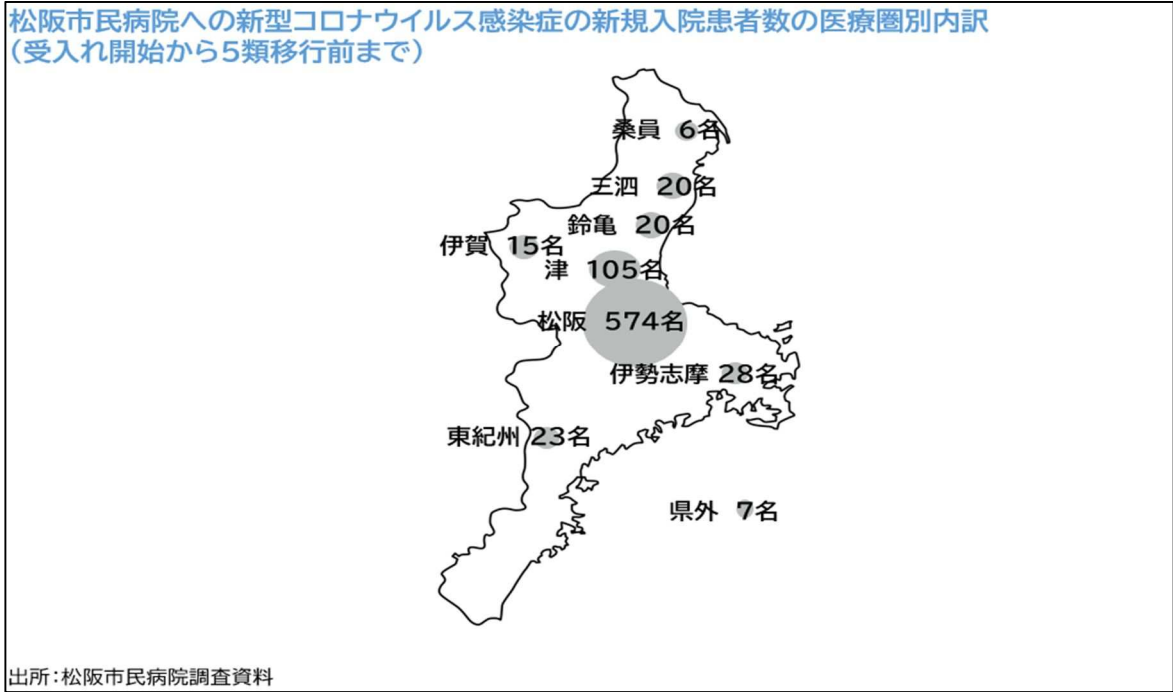 松阪市民病院への新型コロナウイルス感染症の新規入院患者数の医療圏別内訳
（受入れ開始から5類移行前まで）
桑員 6名
三泗 20名
鈴亀 20名
伊賀 15名
津 105名
松阪 574名
伊勢志摩 28名
東紀州 23名
県外 7名
出所：松阪市民病院調査資料